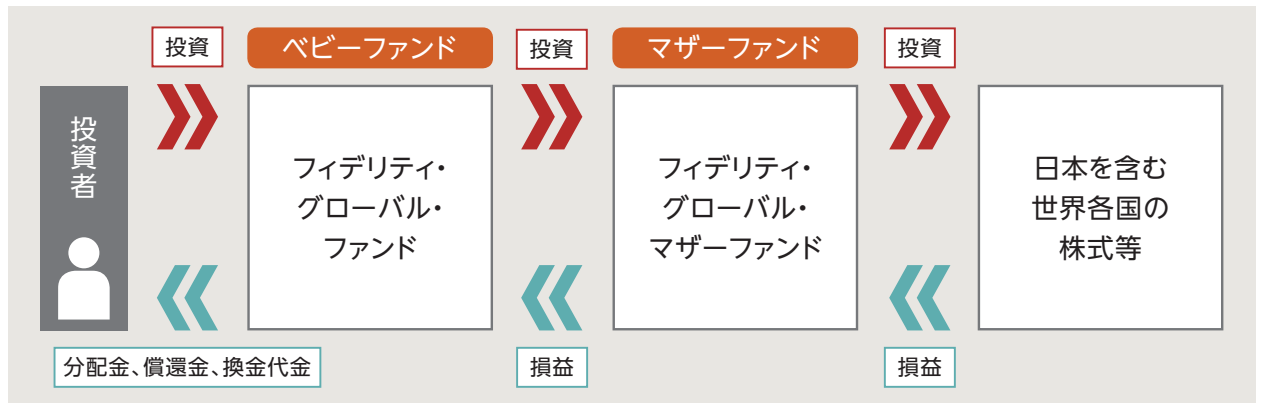 投資
ベビーファンド
投資
マザーファンド
投資
投資者
フィデリティ・
グローバル・
ファンド
フィデリティ・
グローバル・
マザーファンド
日本を含む
世界各国の
株式等
分配金、償還金、換金代金
損益
損益